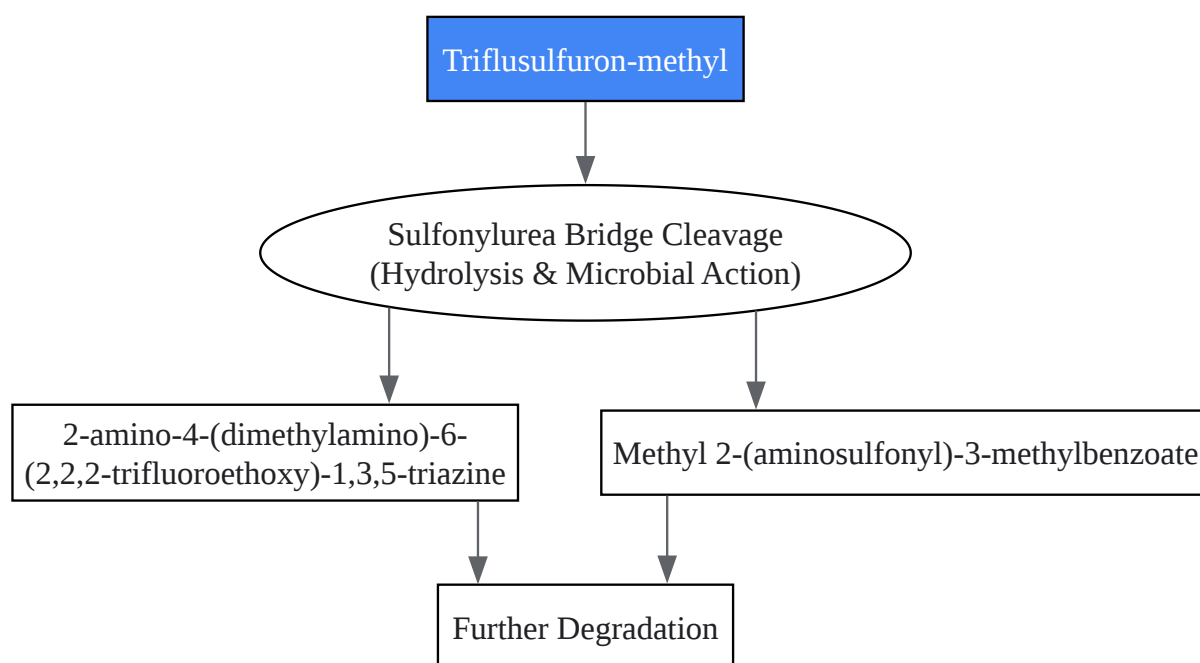 Triflusulfuron-methyl
Sulfonylurea Bridge Cleavage
(Hydrolysis & Microbial Action)
2-amino-4-(dimethylamino)-6-
(2,2,2-trifluoroethoxy)-1,3,5-triazine
Methyl 2-(aminosulfonyl)-3-methylbenzoate
Further Degradation